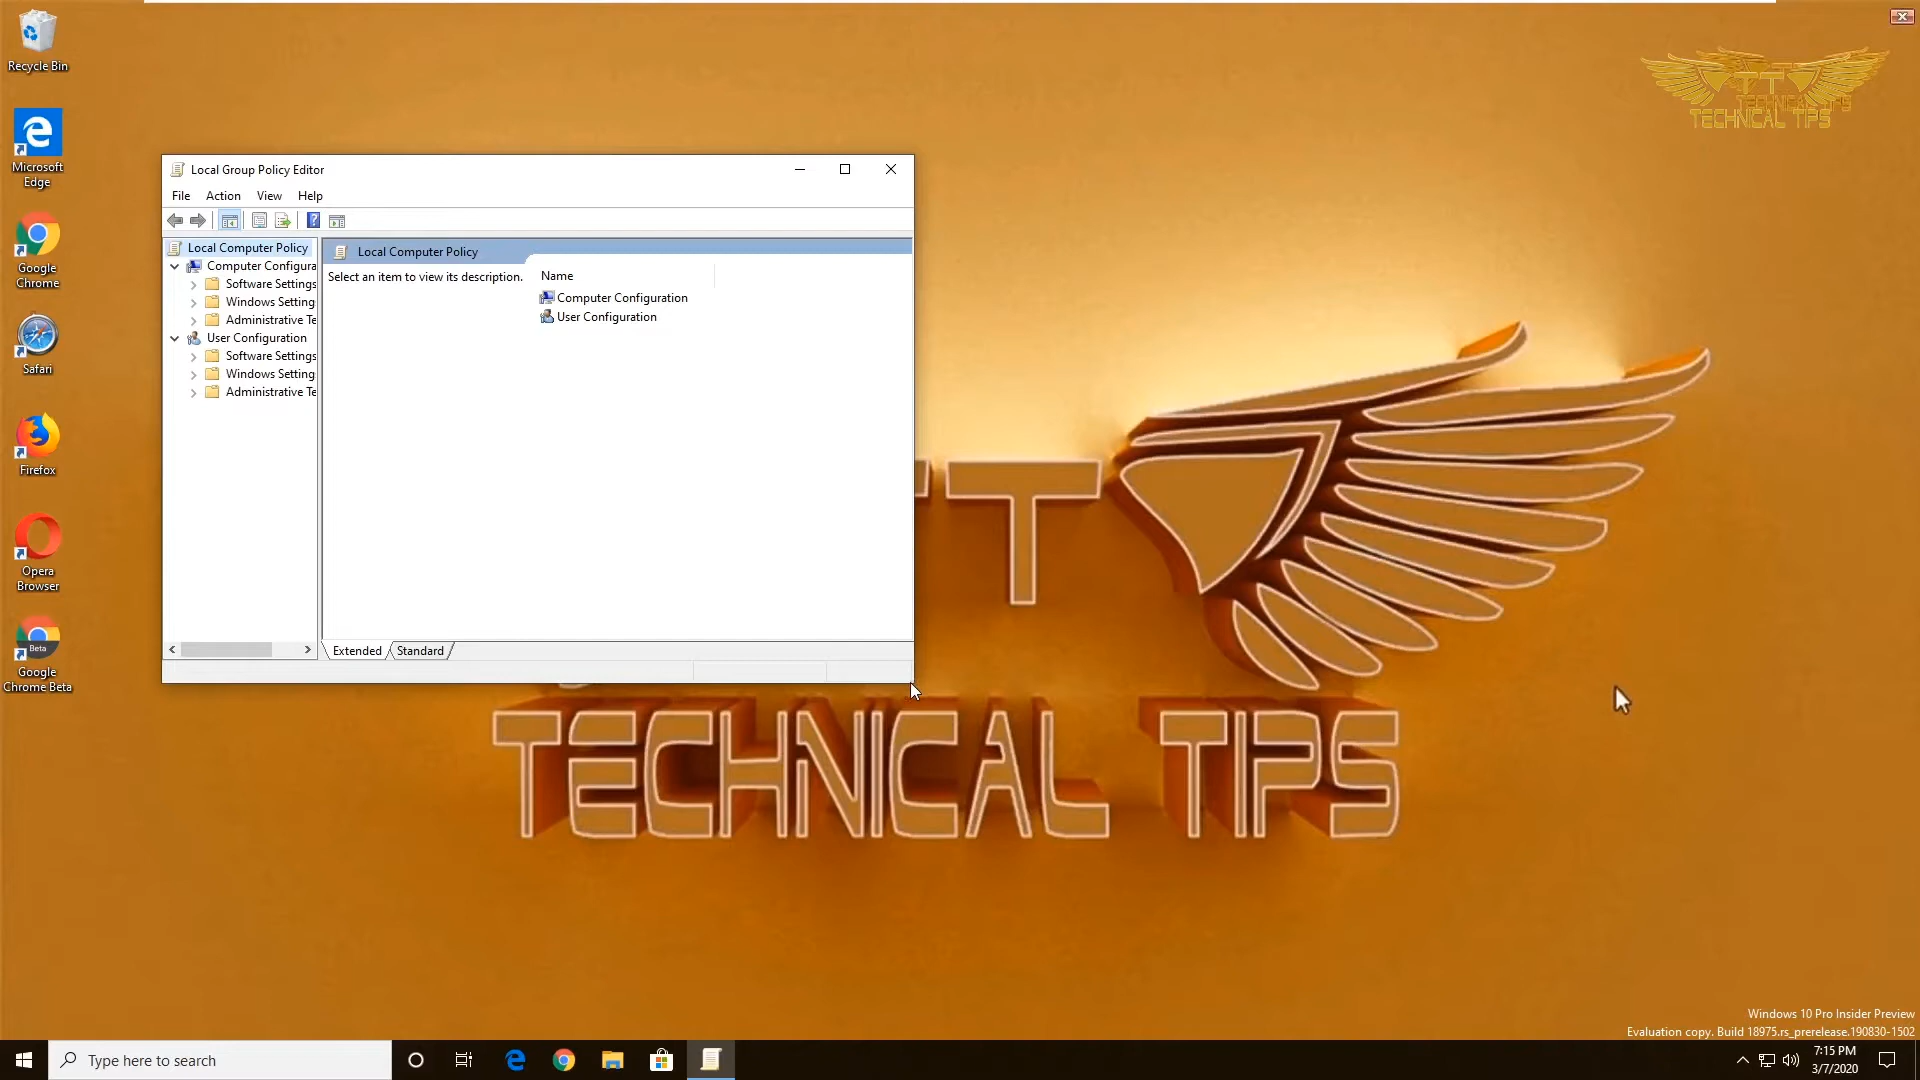 Recycle Bin
Microsoft
Edge
Google
Chrome
Safari
Firefox
Opera
Browser
Beta
Google
Chrome Beta
Local Group Policy Editor
File Action View Help
Local Computer Policy
Computer Configura
Software Settings
Windows Setting
Administrative Te
User Configuration
Software Settings
Windows Setting
Administrative Te
Local Computer Policy
Select an item to view its description.
Name
Computer Configuration
User Configuration
Extended Standard
TECHNICAL TIPS
T
TECHNICAL TIPS
Windows 10 Pro Insider Preview
Evaluation copy. Build 18975.rs_prerelease.190830-1502
Type here to search
7:15 PM
3/7/2020